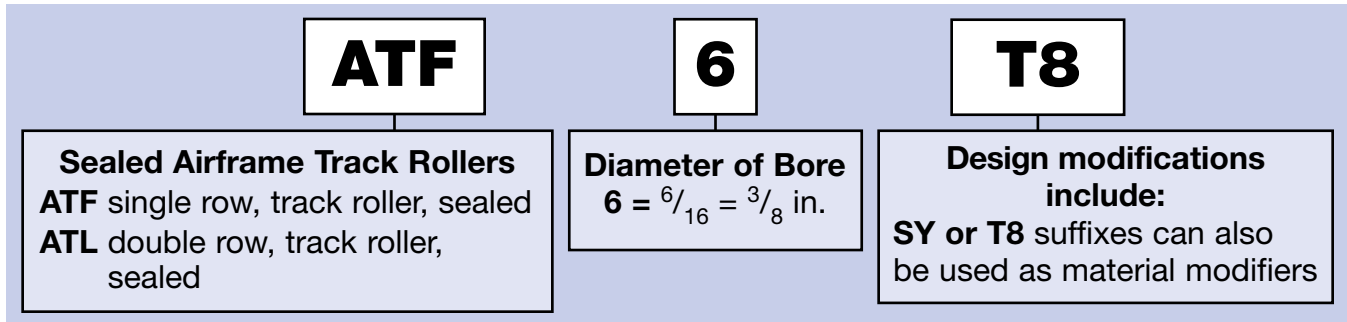 ATF
6
T8
Sealed Airframe Track Rollers
ATF single row, track roller, sealed
ATL double row, track roller,
sealed
Diameter of Bore
6 = 6/16 = 3/8 in.
Design modifications
include:
SY or T8 suffixes can also
be used as material modifiers